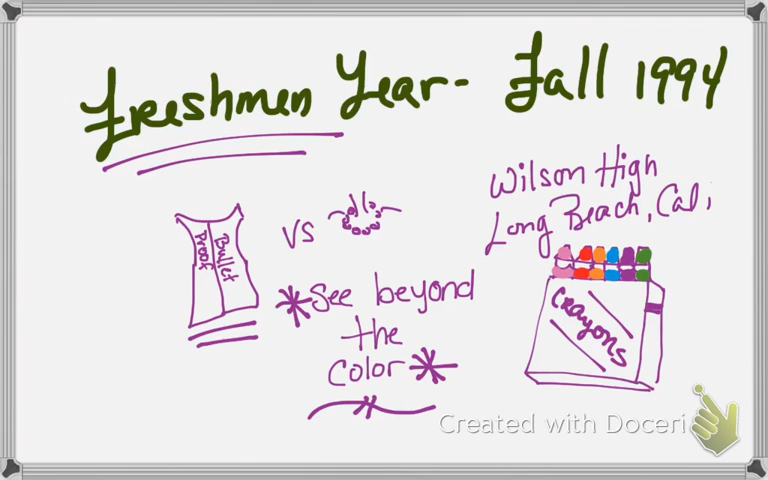 Freshmen Year- Fall 1994
Wilson High
Long Beach, Cal,
Bullet
Proof
VS
*See beyond
the
Color*
Crayons
Created with Doceri